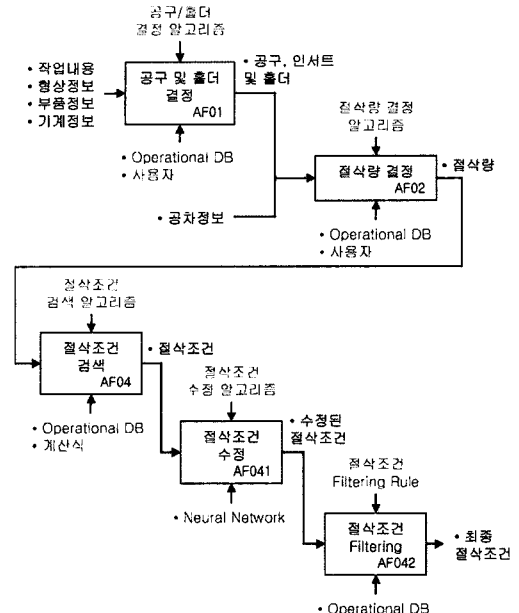 공구/홀더
결정 알고리즘
• 작업내용
• 형상정보
• 부품정보
• 기계정보
공구 및 홀더
결정
AF01
• 공구, 인서트
및 홀더
• Operational DB
• 사용자
• 공차정보
절삭량 결정
알고리즘
절삭량 결정
AF02
• 절삭량
• Operational DB
• 사용자
절삭조건
검색 알고리즘
절삭조건
검색
AF04
• 절삭조건
• Operational DB
• 계산식
절삭조건
수정 알고리즘
절삭조건
수정
AF041
• 수정된
절삭조건
• Neural Network
절삭조건
Filtering Rule
절삭조건
Filtering
AF042
• 최종
절삭조건
• Operational DB